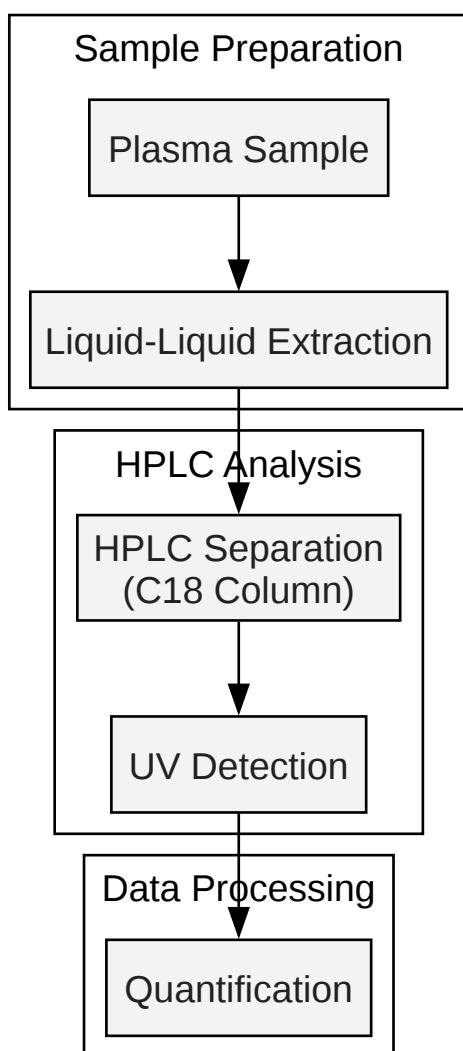 Sample Preparation
Plasma Sample
Liquid-Liquid Extraction
HPLC Analysis
HPLC Separation
(C18 Column)
UV Detection
Data Processing
Quantification